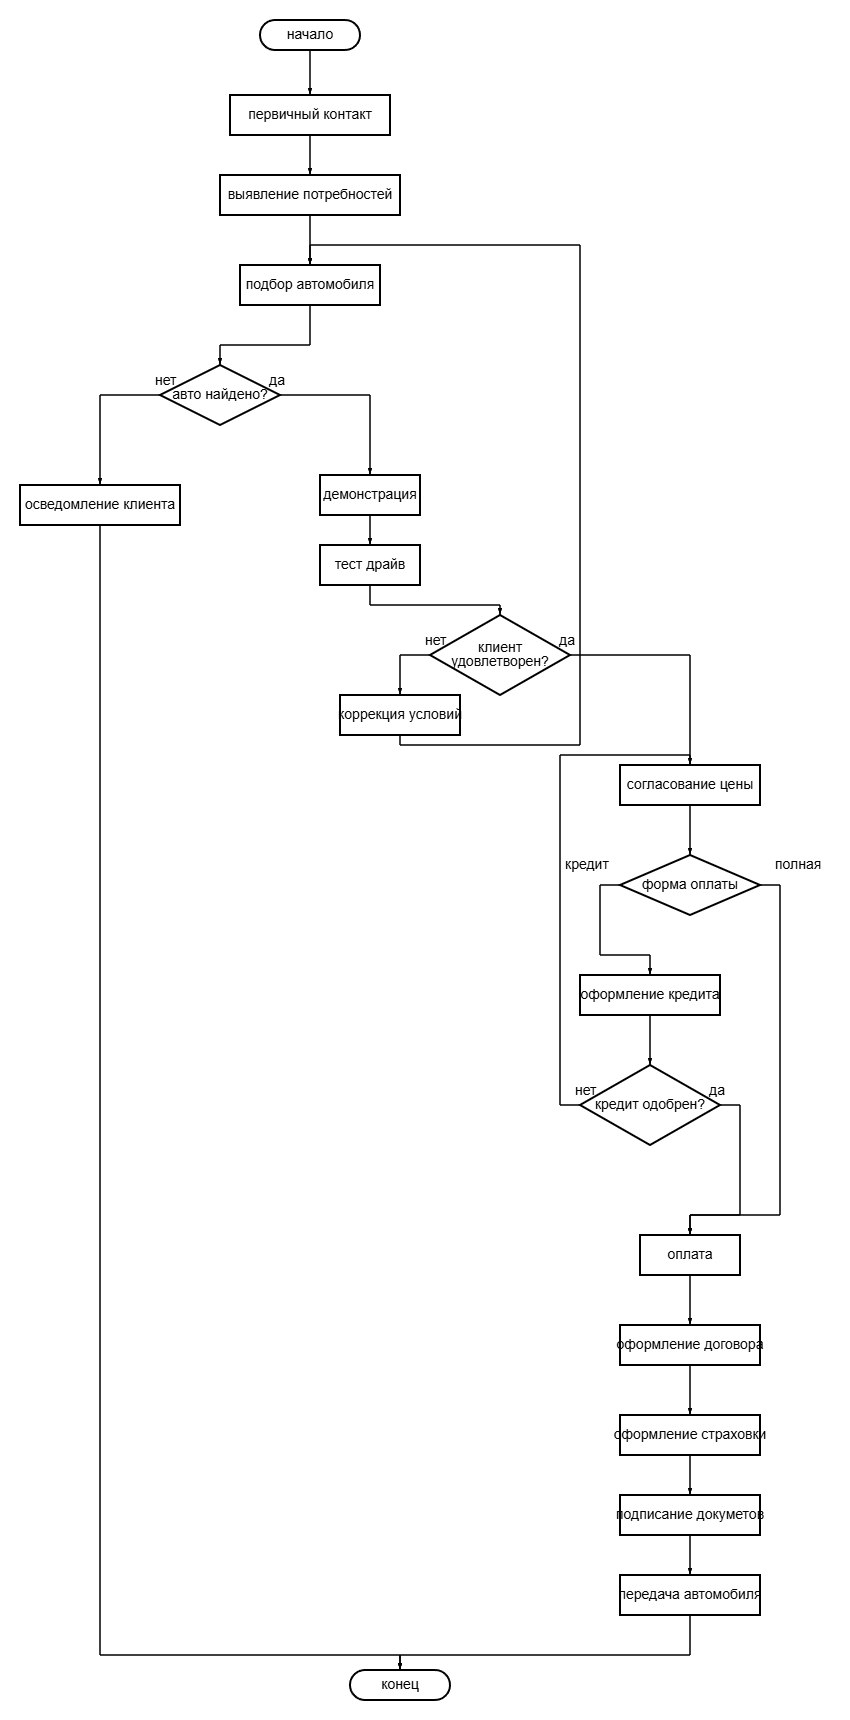 начало
первичный контакт
выявление потребностей
подбор автомобиля
нет
да
авто найдено?
осведомление клиента
демонстрация
тест драйв
нет
да
клиент
удовлетворен?
коррекция условий
согласование цены
кредит
полная
форма оплаты
оформление кредита
нет
да
кредит одобрен?
оплата
оформление договора
оформление страховки
подписание докуметов
передача автомобиля
конец